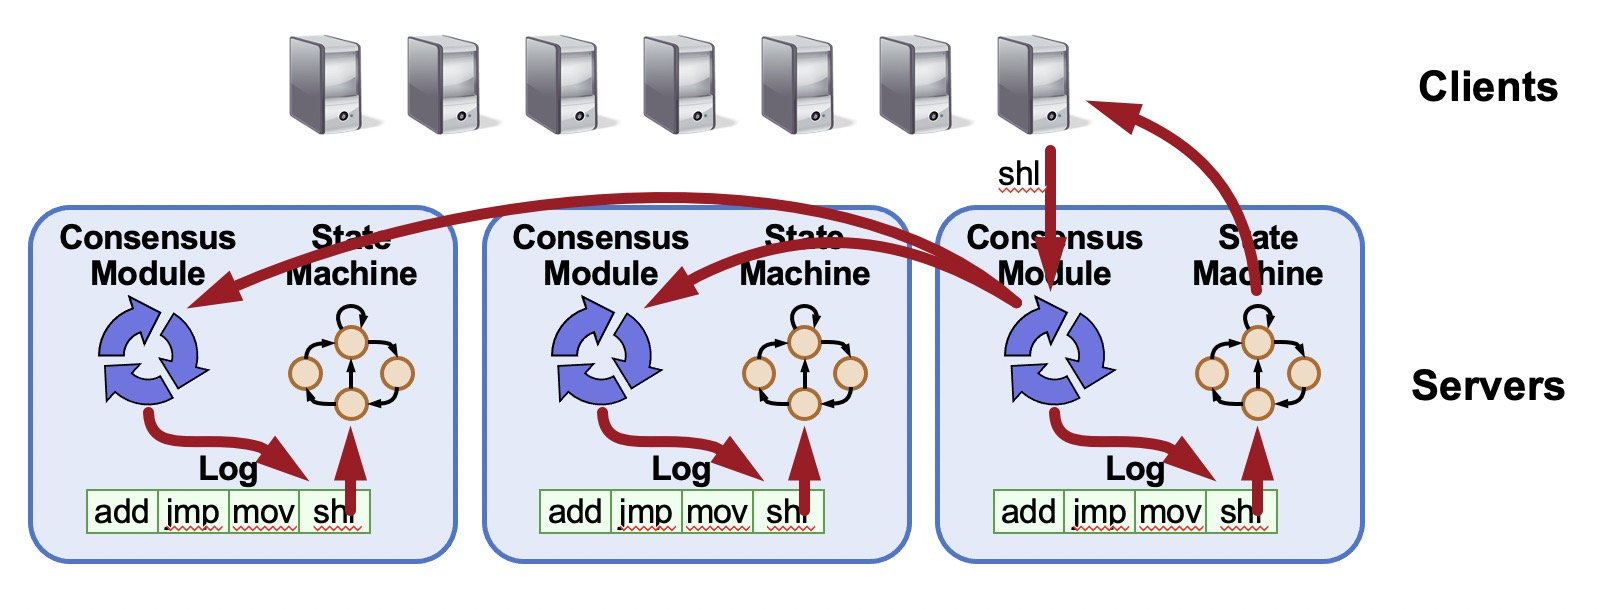 Clients
shl
Consensus Module
State Machine
Consensus Module
State Machine
Consensus Module
State Machine
Servers
Log
Log
Log
add jmp mov shl
add jmp mov shl
add jmp mov shl